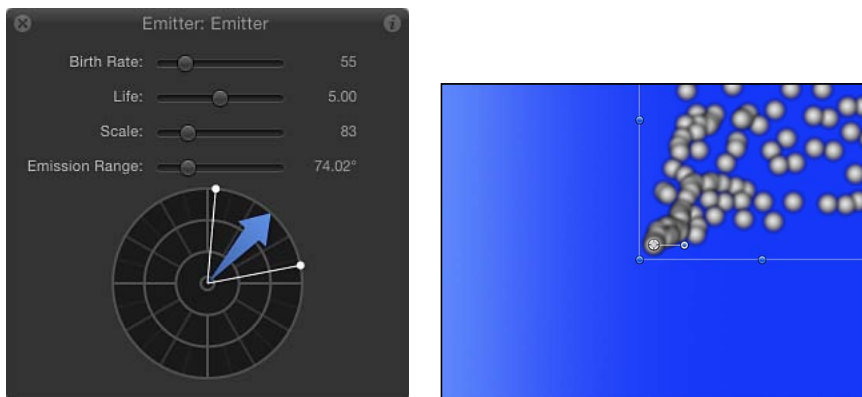 Emitter: Emitter
Birth Rate: 55
Life: 5.00
Scale: 83
Emission Range: 74.02°